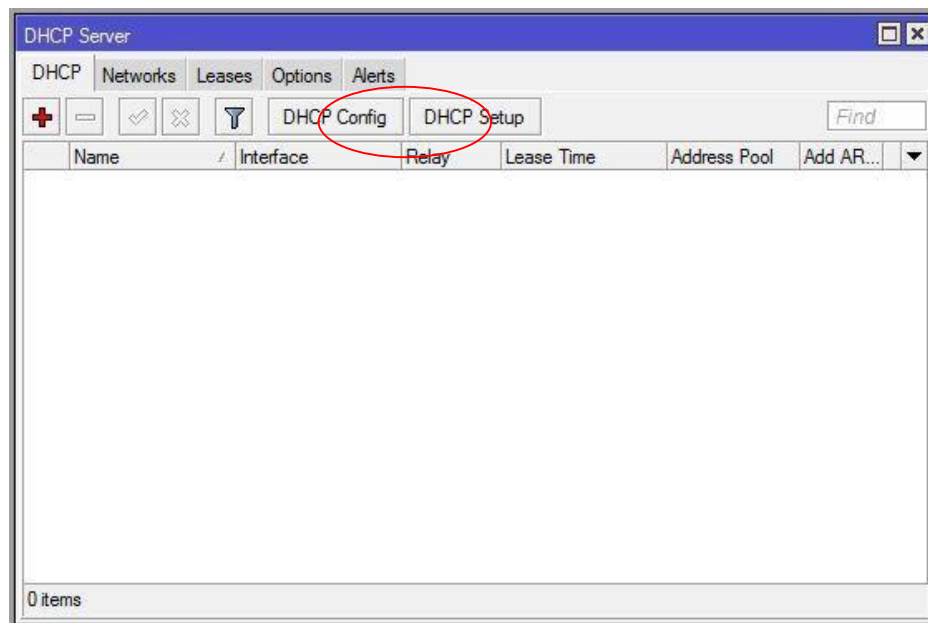 DHCP Server
DHCP Networks Leases Options Alerts
DHCP Config DHCP Setup Find
Name Interface Relay Lease Time Address Pool Add AR...
0 items